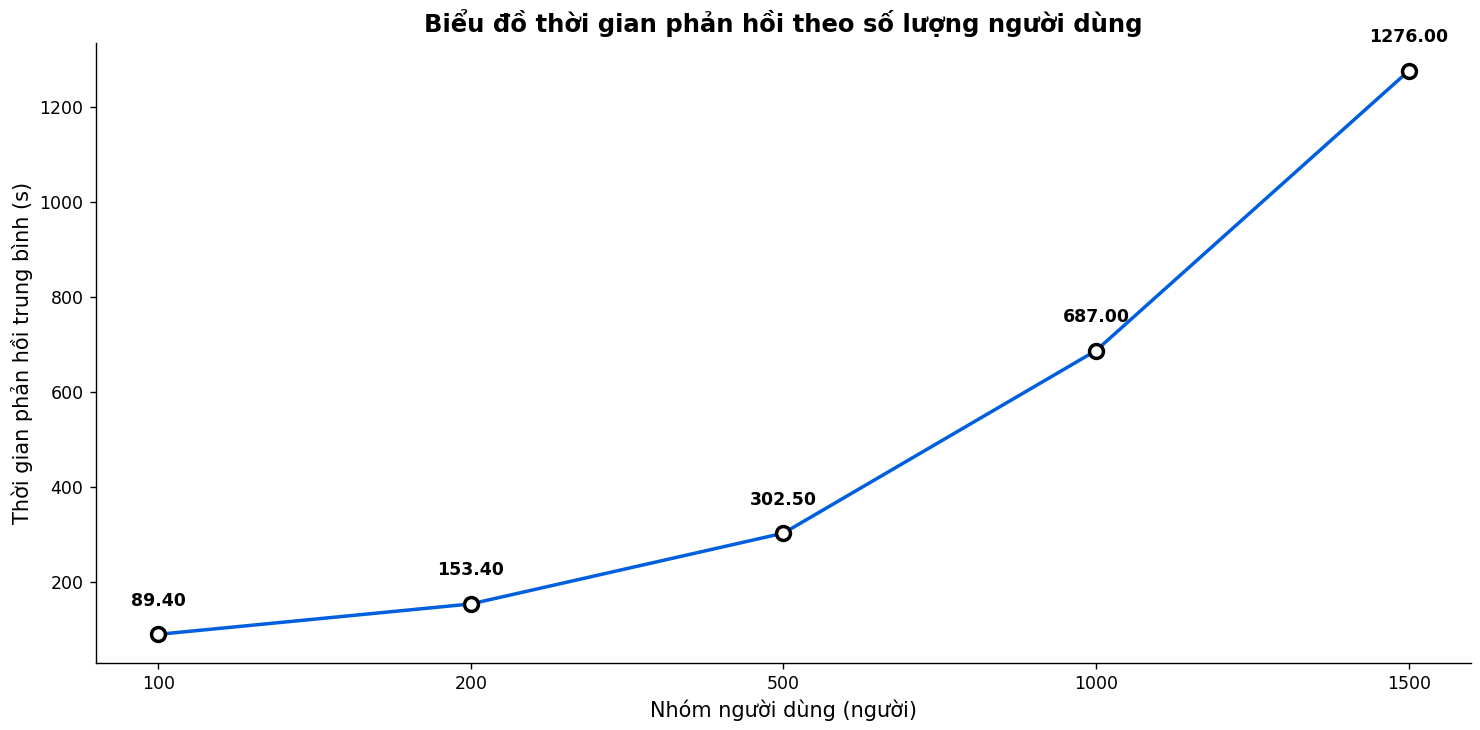 Biểu đồ thời gian phản hồi theo số lượng người dùng
1276.00
1200
1000
800
687.00
600
400
302.50
200
153.40
89.40
Thời gian phản hồi trung bình (s)
100 200 500 1000 1500
Nhóm người dùng (người)